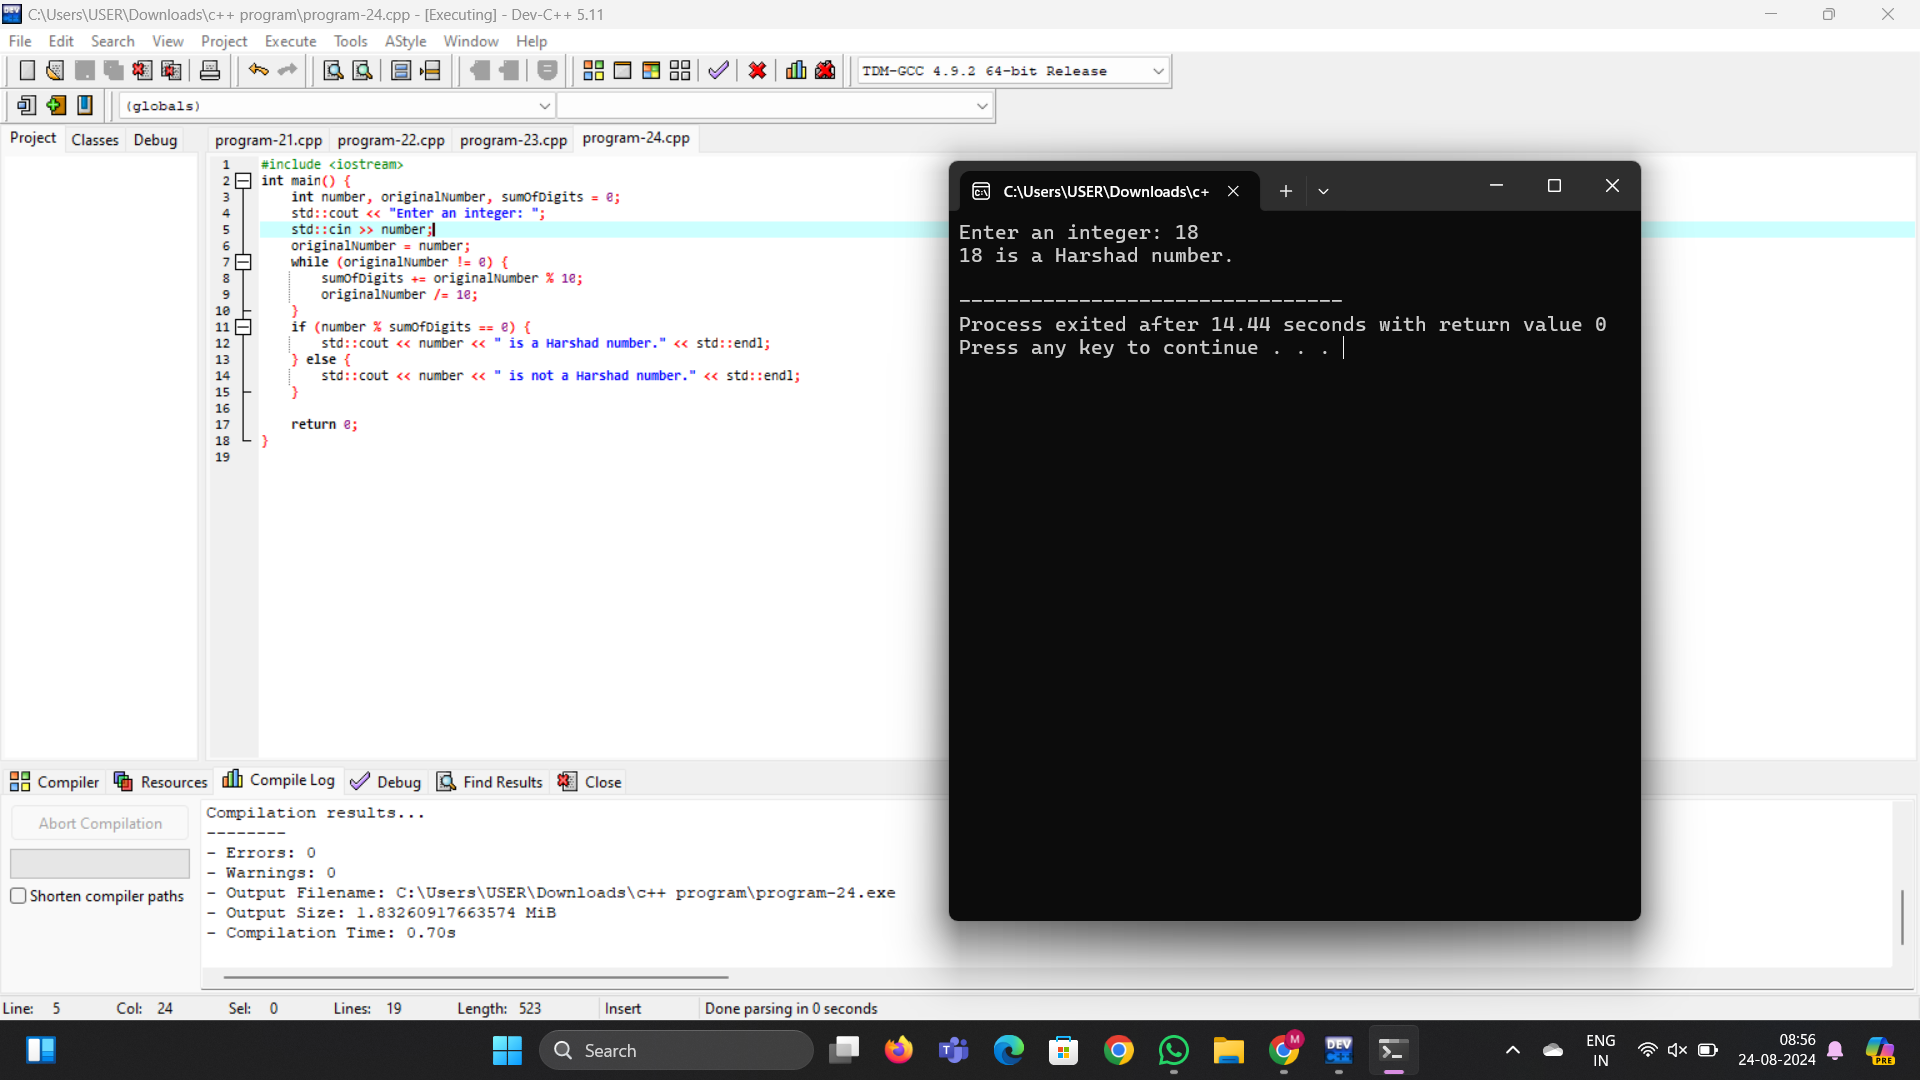 C:\Users\USER\Downloads\c++ program\program-24.cpp - [Executing] - Dev-C++ 5.11
File Edit Search View Project Execute Tools AStyle Window Help
TDM-GCC 4.9.2 64-bit Release
(globals)
Project Classes Debug
program-21.cpp program-22.cpp program-23.cpp program-24.cpp
1 #include <iostream>
2 int main() {
3 int number, originalNumber, sumOfDigits = 0;
4 std::cout << "Enter an integer: ";
5 std::cin >> number;
6 originalNumber = number;
7 while (originalNumber != 0) {
8 sumOfDigits += originalNumber % 10;
9 originalNumber /= 10;
10 }
11 if (number % sumOfDigits == 0) {
12 std::cout << number << " is a Harshad number." << std::endl;
13 } else {
14 std::cout << number << " is not a Harshad number." << std::endl;
15 }
16
17 return 0;
18 }
19
C:\Users\USER\Downloads\c+
Enter an integer: 18
18 is a Harshad number.
--------------------------------
Process exited after 14.44 seconds with return value 0
Press any key to continue . . .
Compiler Resources Compile Log Debug Find Results Close
Abort Compilation
Shorten compiler paths
Compilation results...
--------
- Errors: 0
- Warnings: 0
- Output Filename: C:\Users\USER\Downloads\c++ program\program-24.exe
- Output Size: 1.83260917663574 MiB
- Compilation Time: 0.70s
Line: 5 Col: 24 Sel: 0 Lines: 19 Length: 523 Insert Done parsing in 0 seconds
Search
M
DEV
PRE
ENG
IN
08:56
24-08-2024